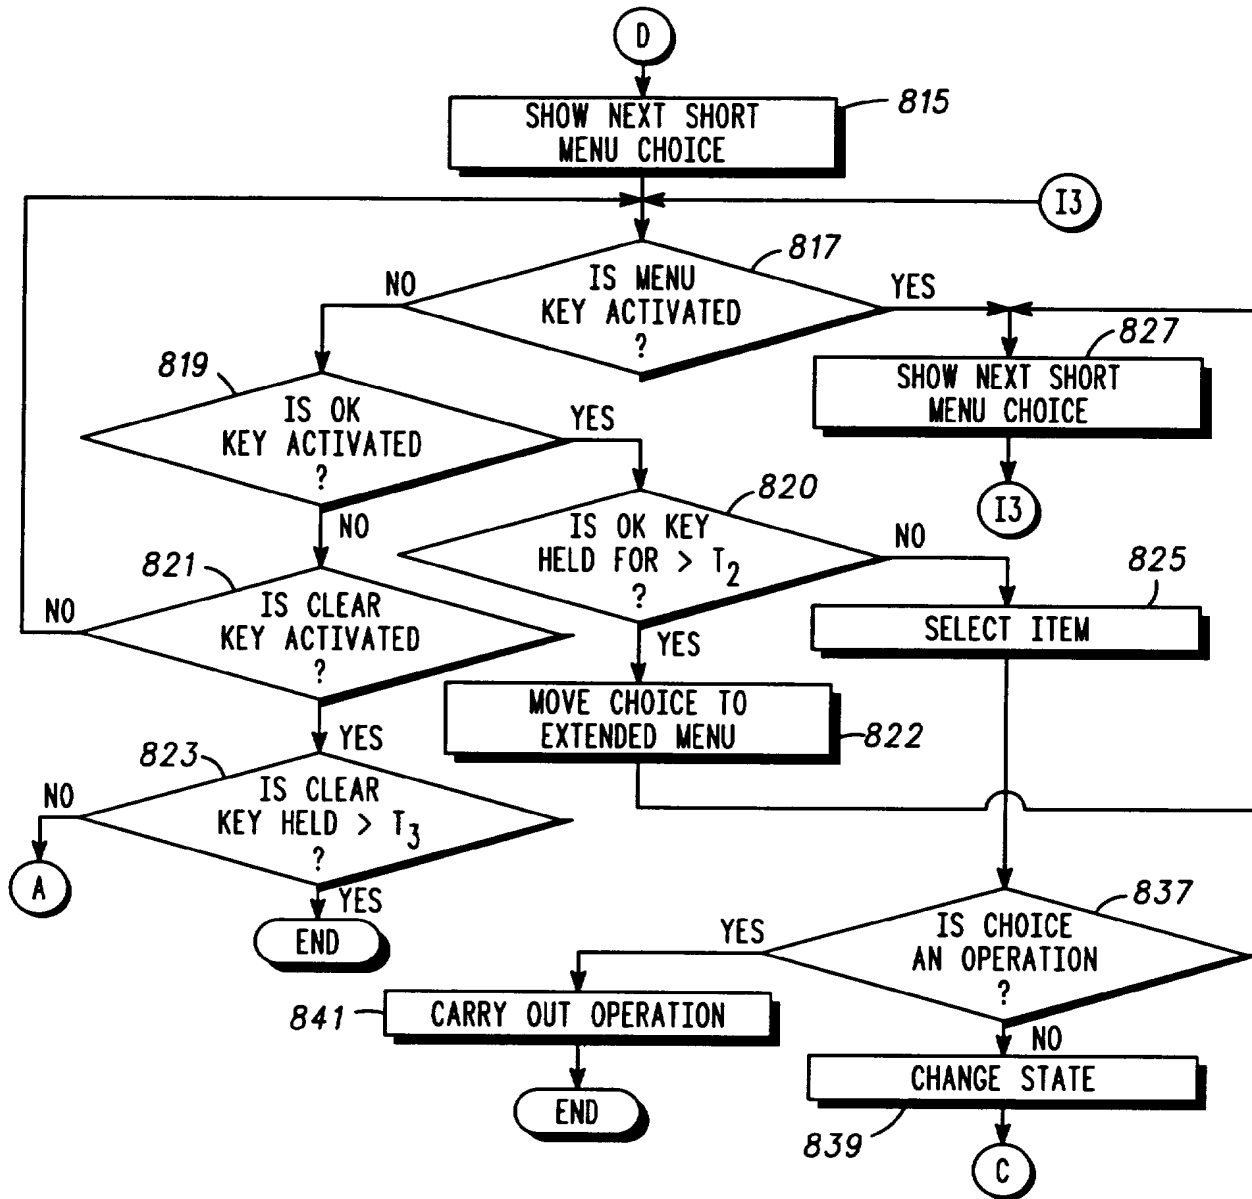 D
SHOW NEXT SHORT
MENU CHOICE
815
I3
IS MENU
KEY ACTIVATED
?
817
NO
YES
819
IS OK
KEY ACTIVATED
?
YES
NO
827
SHOW NEXT SHORT
MENU CHOICE
I3
820
IS OK KEY
HELD FOR > T2
?
NO
YES
821
IS CLEAR
KEY ACTIVATED
?
NO
YES
825
SELECT ITEM
MOVE CHOICE TO
EXTENDED MENU
822
823
IS CLEAR
KEY HELD > T3
?
NO
YES
A
END
837
IS CHOICE
AN OPERATION
?
YES
NO
841
CARRY OUT OPERATION
END
CHANGE STATE
839
C